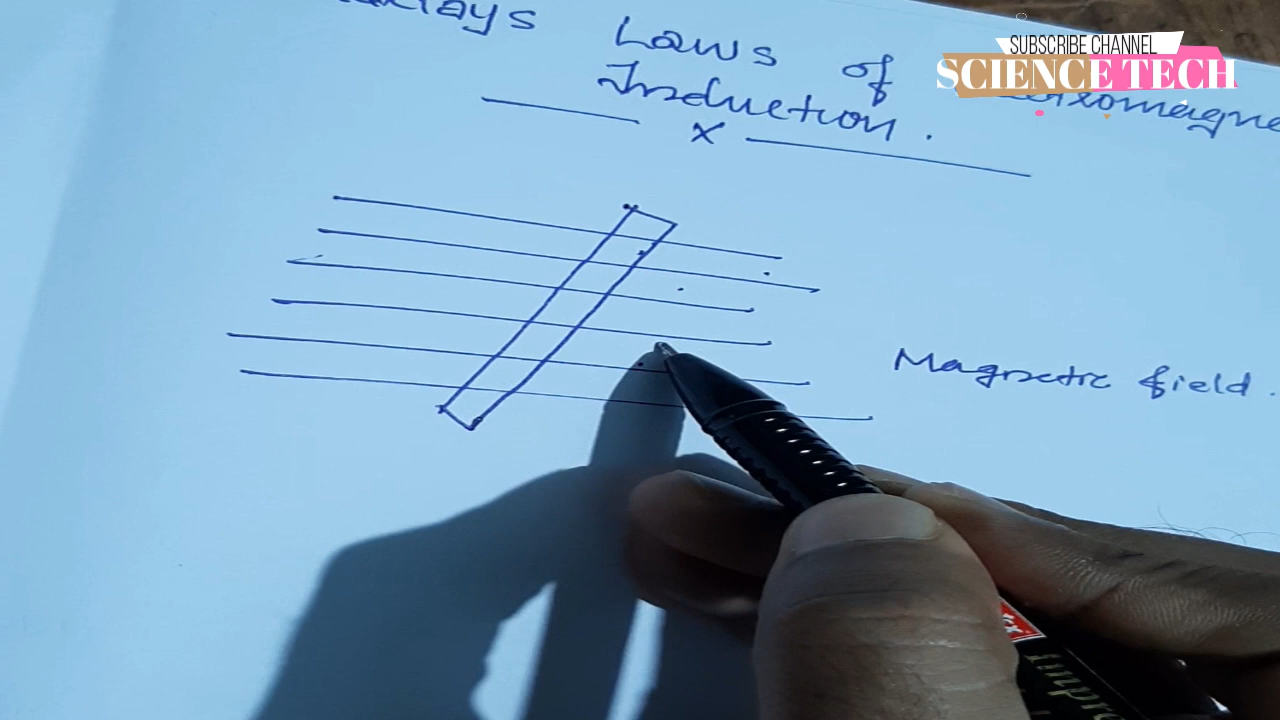 Laws of
Induction.
x
Magnetic field.
SUBSCRIBE CHANNEL
SCIENCE TECH